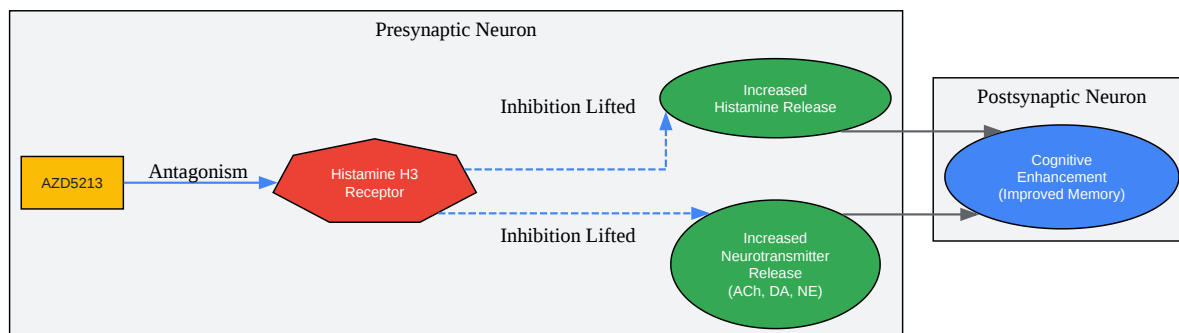 Presynaptic Neuron
AZD5213
Antagonism
Histamine H3
Receptor
Inhibition Lifted
Inhibition Lifted
Increased
Histamine Release
Increased
Neurotransmitter
Release
(ACh, DA, NE)
Postsynaptic Neuron
Cognitive
Enhancement
(Improved Memory)